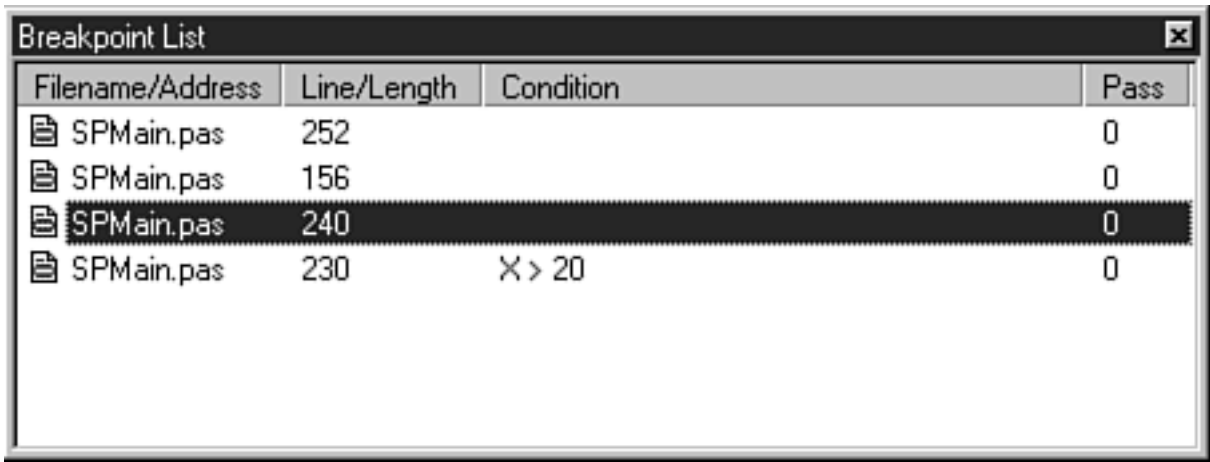 Breakpoint List
Filename/Address Line/Length Condition Pass
SPMain.pas 252 0
SPMain.pas 156 0
SPMain.pas 240 0
SPMain.pas 230 X > 20 0